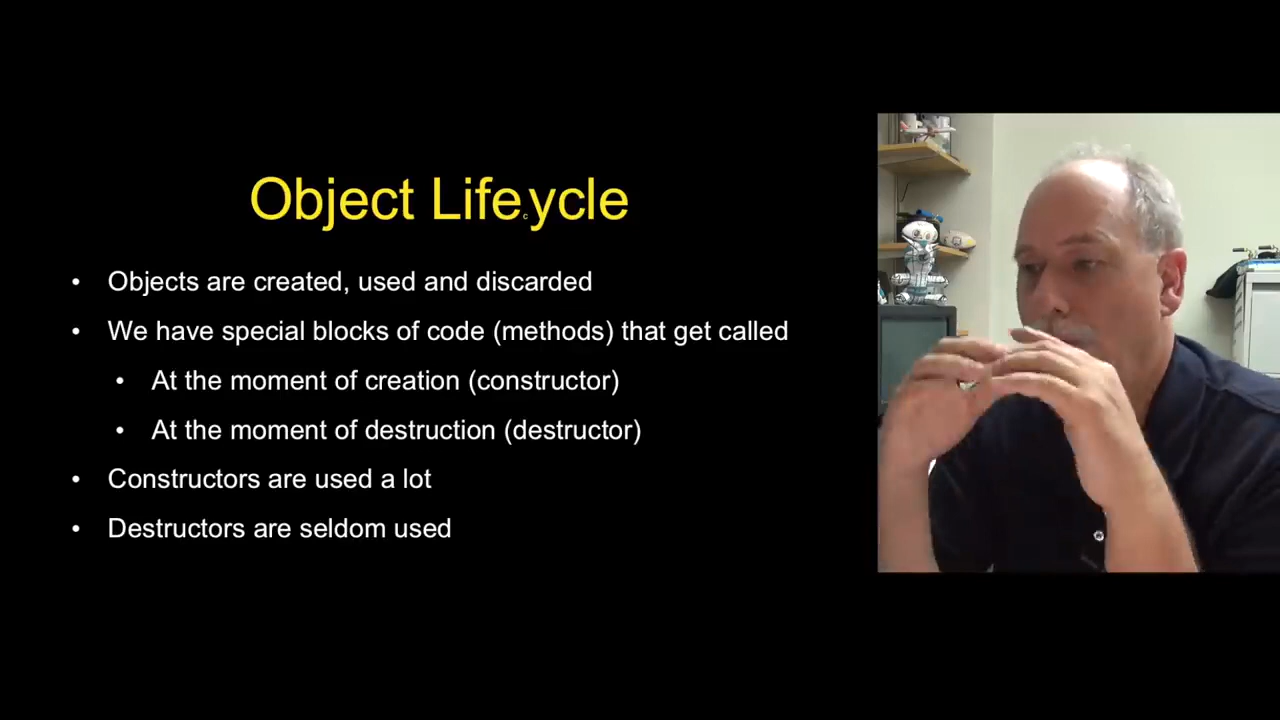 Object Lifecycle
• Objects are created, used and discarded
• We have special blocks of code (methods) that get called
• At the moment of creation (constructor)
• At the moment of destruction (destructor)
• Constructors are used a lot
• Destructors are seldom used